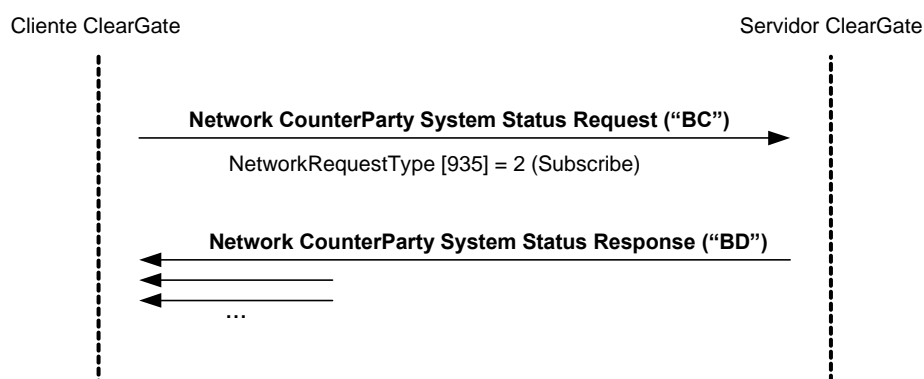 Cliente ClearGate
Servidor ClearGate
Network CounterParty System Status Request (“BC”)
NetworkRequestType [935] = 2 (Subscribe)
Network CounterParty System Status Response (“BD”)
...